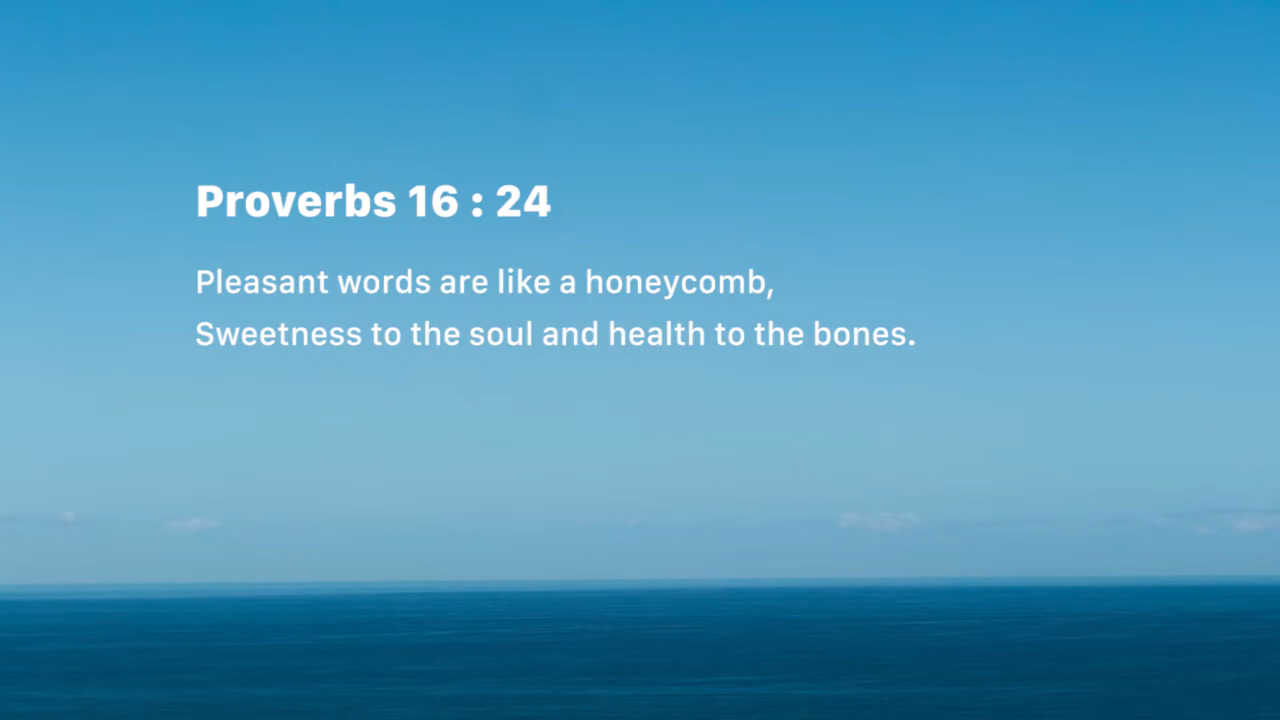 Proverbs 16 : 24
Pleasant words are like a honeycomb,
Sweetness to the soul and health to the bones.